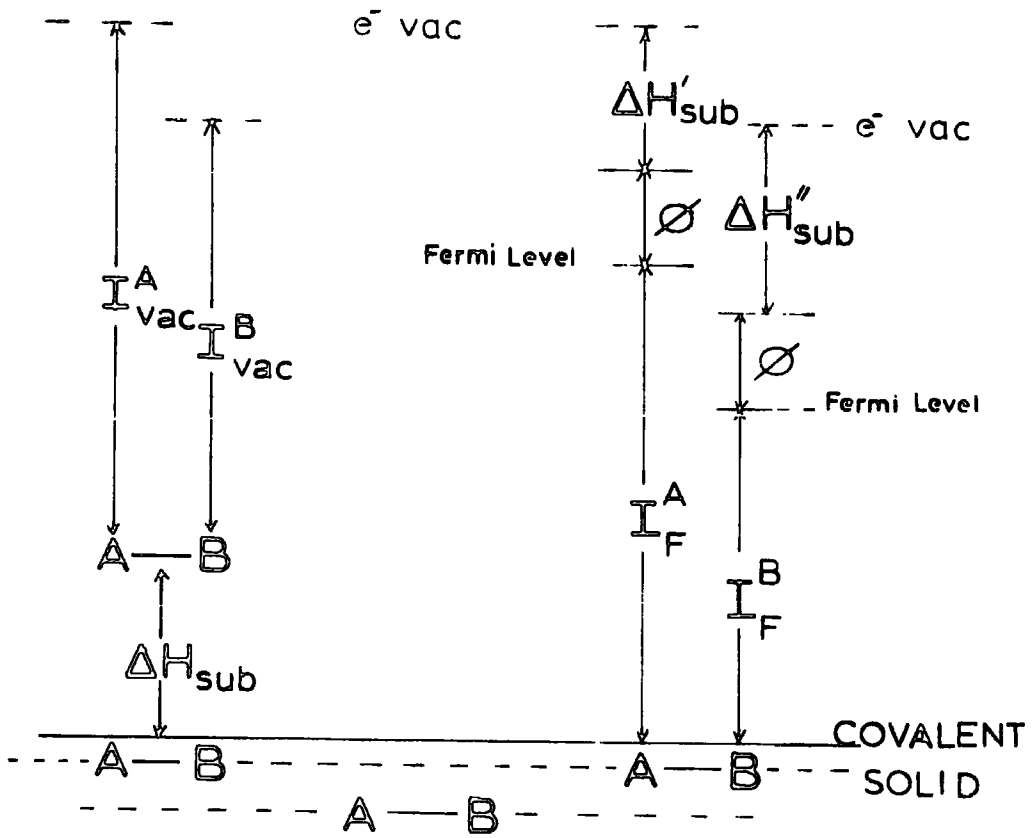 e⁻ vac
ΔH′sub
e⁻ vac
Ø
ΔH″sub
Fermi Level
I^A vac
I^B vac
Ø
Fermi Level
I^A F
A—B
I^B F
ΔHsub
COVALENT
A—B
A—B
SOLID
A—B